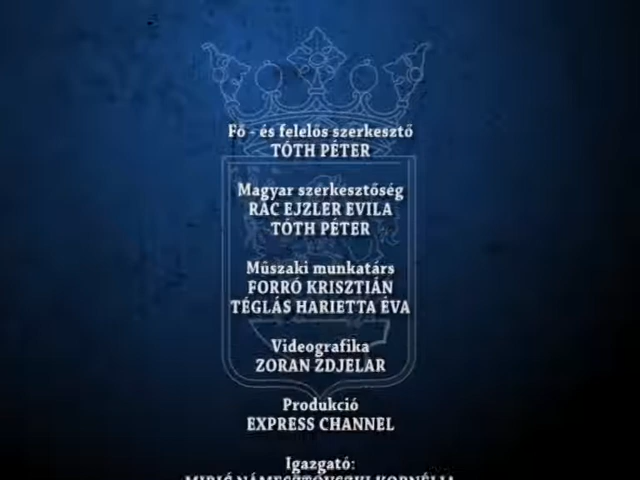 Fő - és felelős szerkesztő
TÓTH PÉTER
Magyar szerkesztőség
RÁC EJZLER EVILA
TÓTH PÉTER
Műszaki munkatárs
FORRÓ KRISZTIÁN
TÉGLÁS HARIETTA ÉVA
Videografika
ZORAN ZDJELAR
Produkció
EXPRESS CHANNEL
Igazgató: